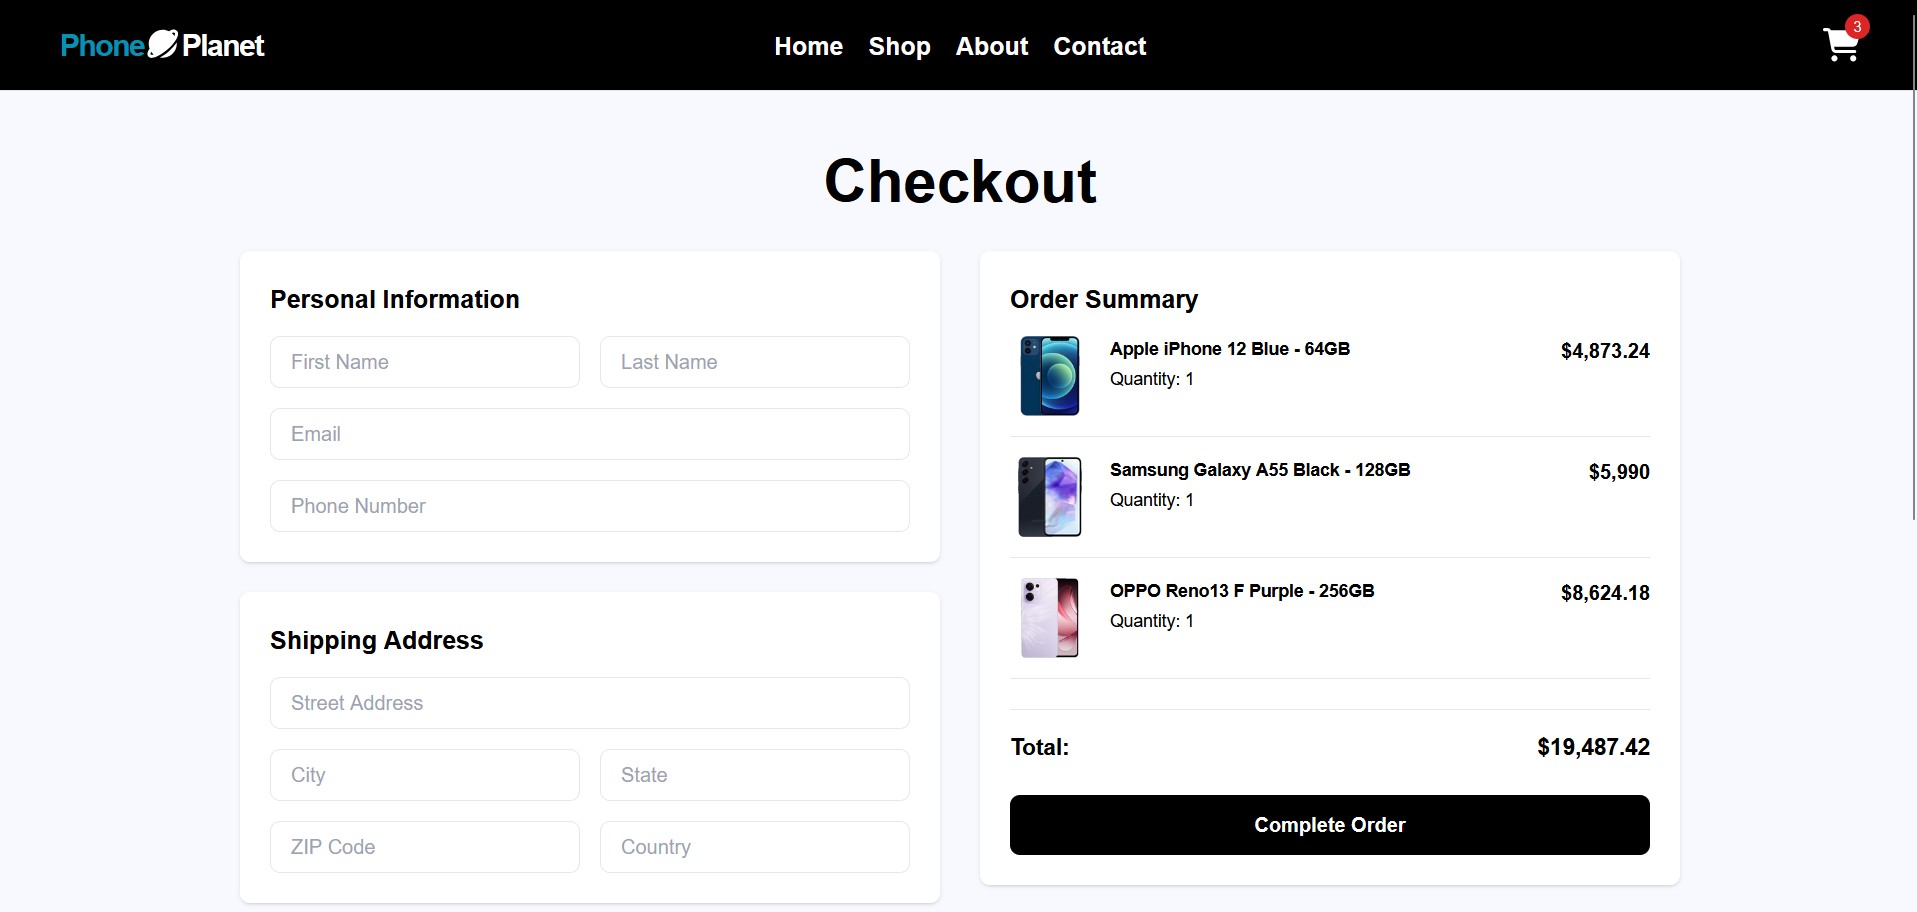 Phone Planet
Home Shop About Contact
3
Checkout
Personal Information
First Name
Last Name
Email
Phone Number
Shipping Address
Street Address
City
State
ZIP Code
Country
Order Summary
Apple iPhone 12 Blue - 64GB
$4,873.24
Quantity: 1
Samsung Galaxy A55 Black - 128GB
$5,990
Quantity: 1
OPPO Reno13 F Purple - 256GB
$8,624.18
Quantity: 1
Total:
$19,487.42
Complete Order